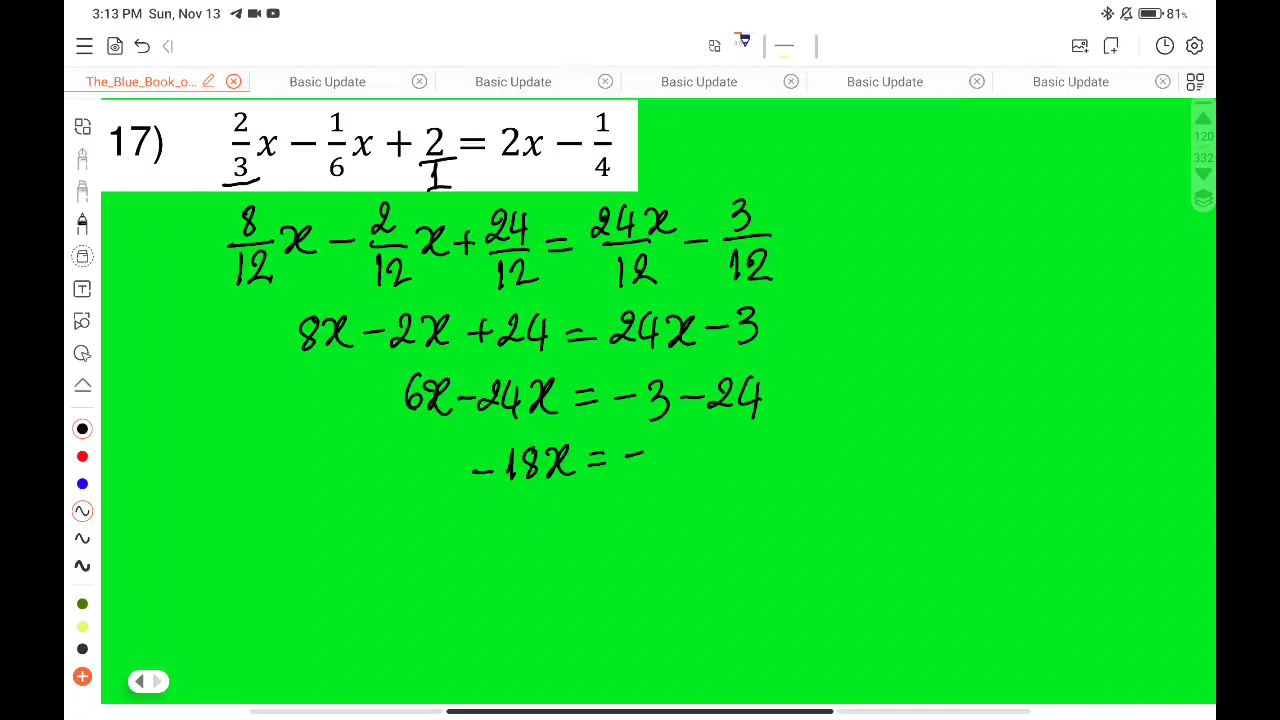 3:13 PM Sun, Nov 13 81%
The_Blue_Book_o... Basic Update Basic Update Basic Update Basic Update Basic Update
17) 2/3 x − 1/6 x + 2/1 = 2x − 1/4
8/12 x − 2/12 x + 24/12 = 24x/12 − 3/12
8x − 2x + 24 = 24x − 3
6x − 24x = −3 − 24
−18x = −
120
332